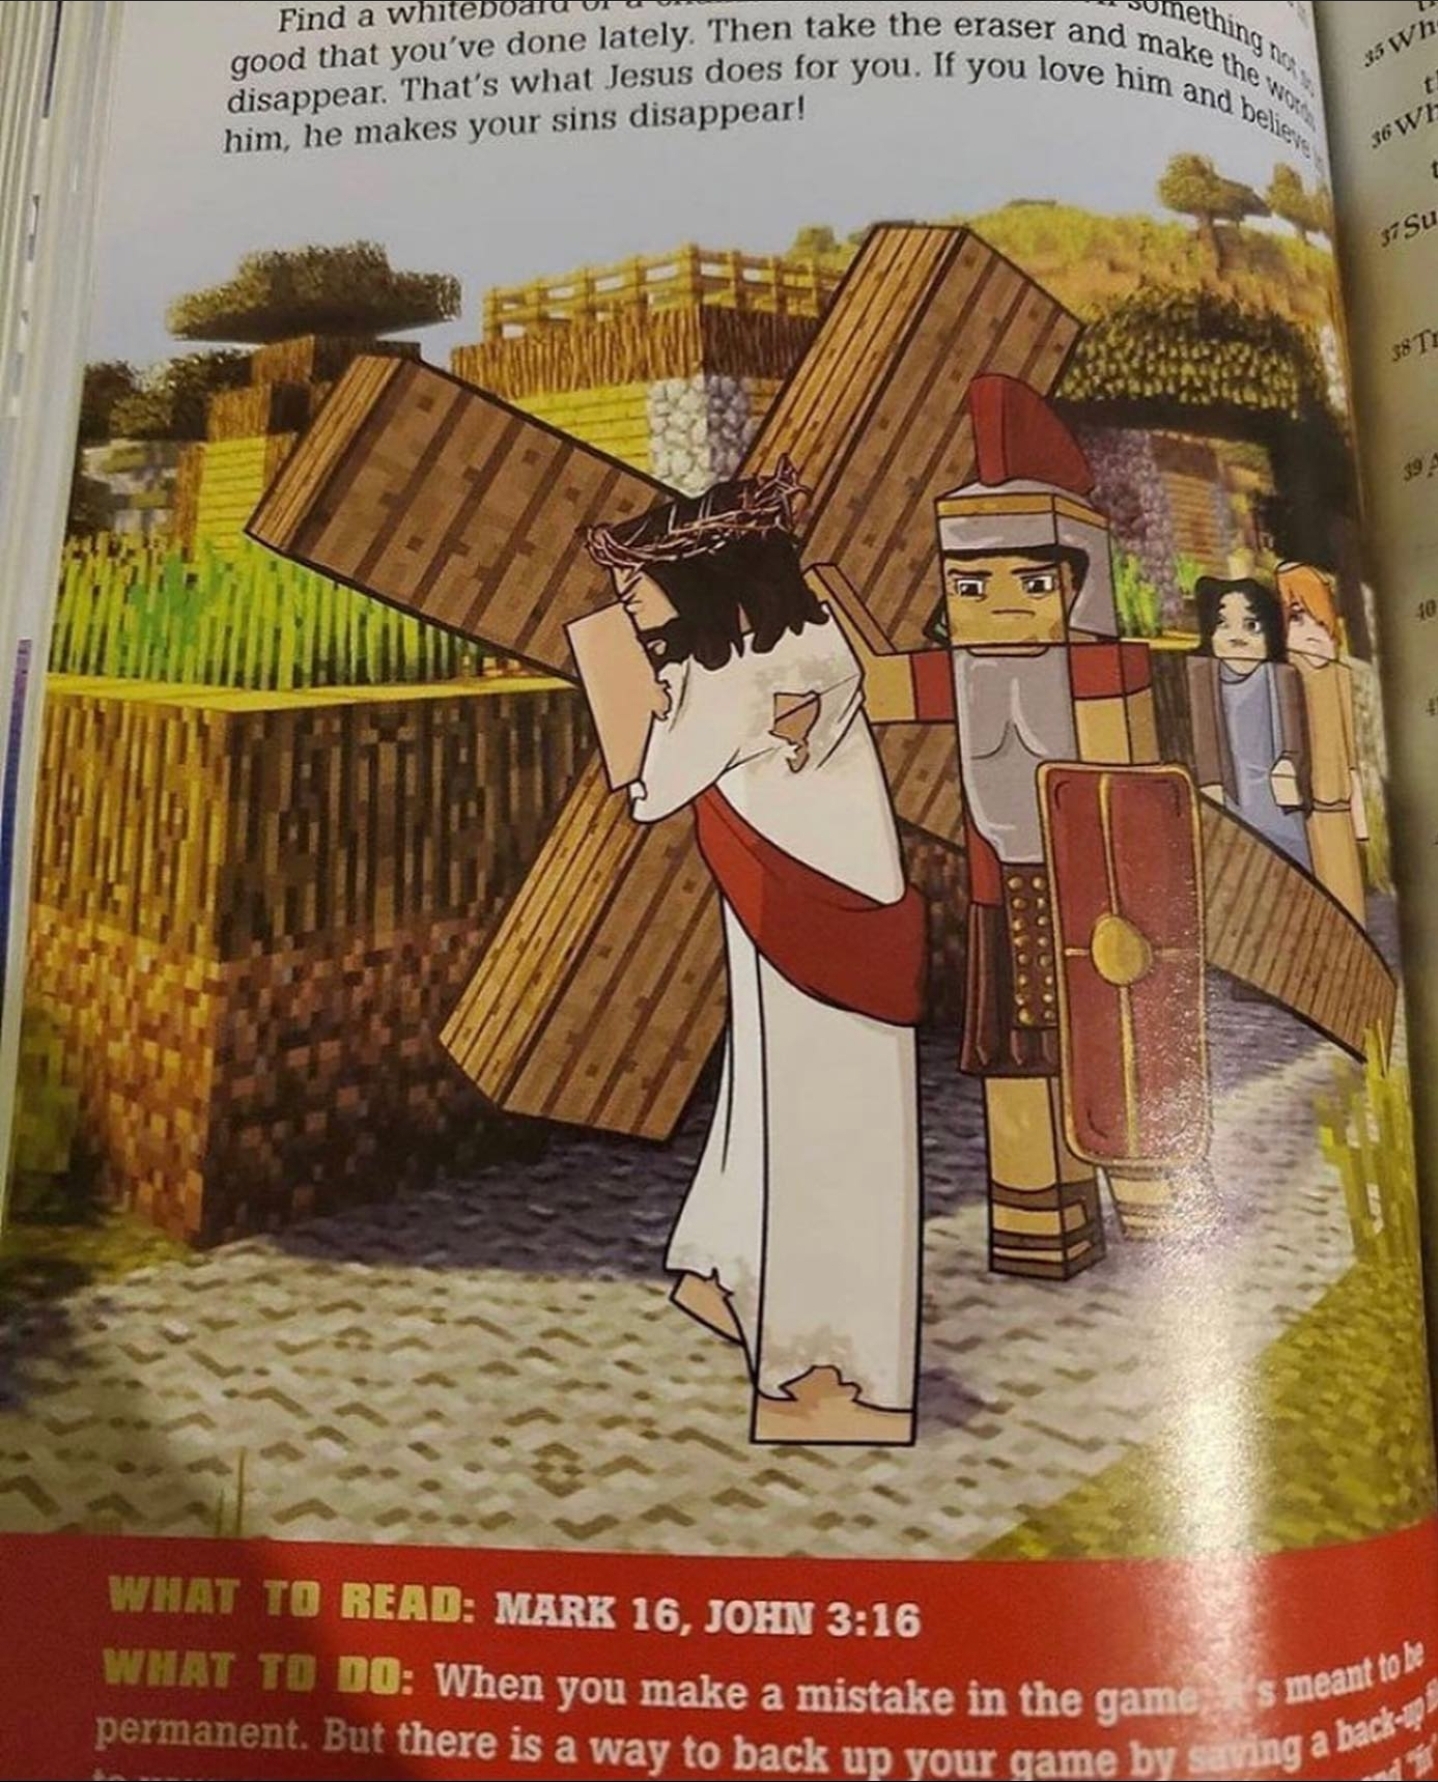 Find a whiteboard or a
something not so
good that you've done lately. Then take the eraser and make the words
disappear. That's what Jesus does for you. If you love him and believe in
him, he makes your sins disappear!
35 Wh
36 Wh
37 Su
38 Tr
39 A
40
WHAT TO READ: MARK 16, JOHN 3:16
WHAT TO DO: When you make a mistake in the game, it's meant to be
permanent. But there is a way to back up your game by saving a back-up